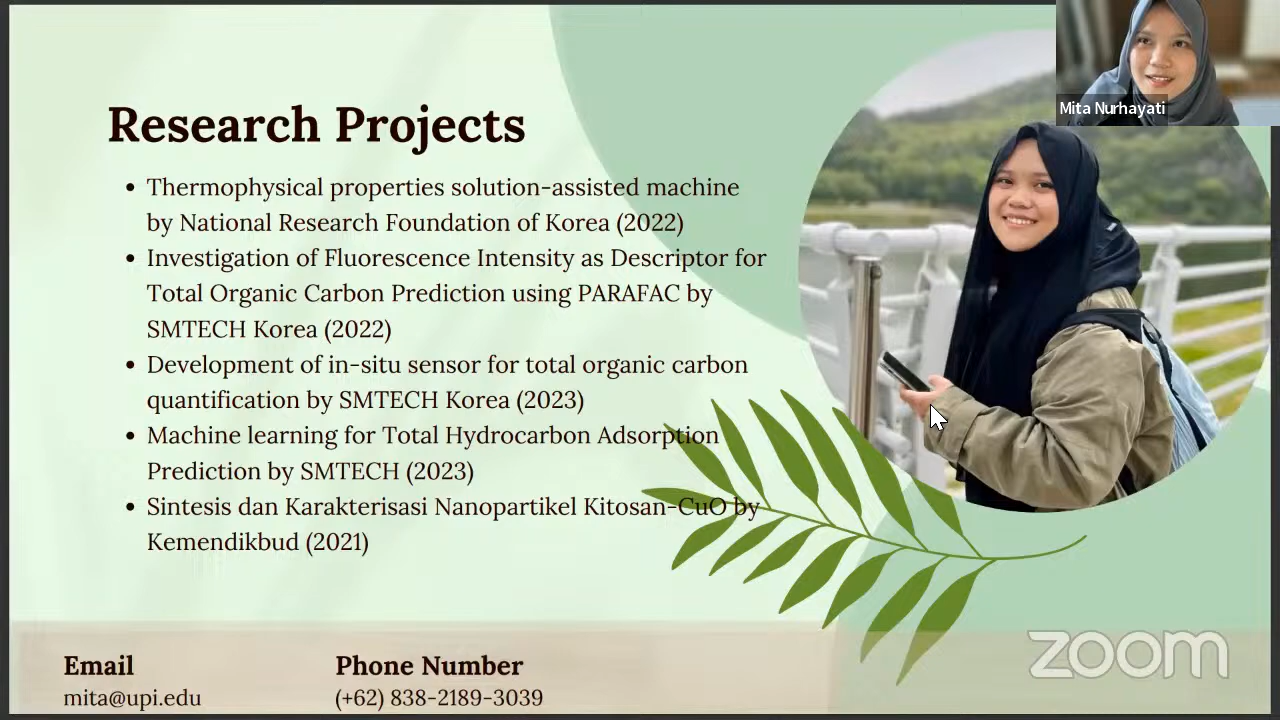 Mita Nurhayati
Research Projects
• Thermophysical properties solution-assisted machine
by National Research Foundation of Korea (2022)
• Investigation of Fluorescence Intensity as Descriptor for
Total Organic Carbon Prediction using PARAFAC by
SMTECH Korea (2022)
• Development of in-situ sensor for total organic carbon
quantification by SMTECH Korea (2023)
• Machine learning for Total Hydrocarbon Adsorption
Prediction by SMTECH (2023)
• Sintesis dan Karakterisasi Nanopartikel Kitosan-CuO by
Kemendikbud (2021)
Email
mita@upi.edu
Phone Number
(+62) 838-2189-3039
zoom